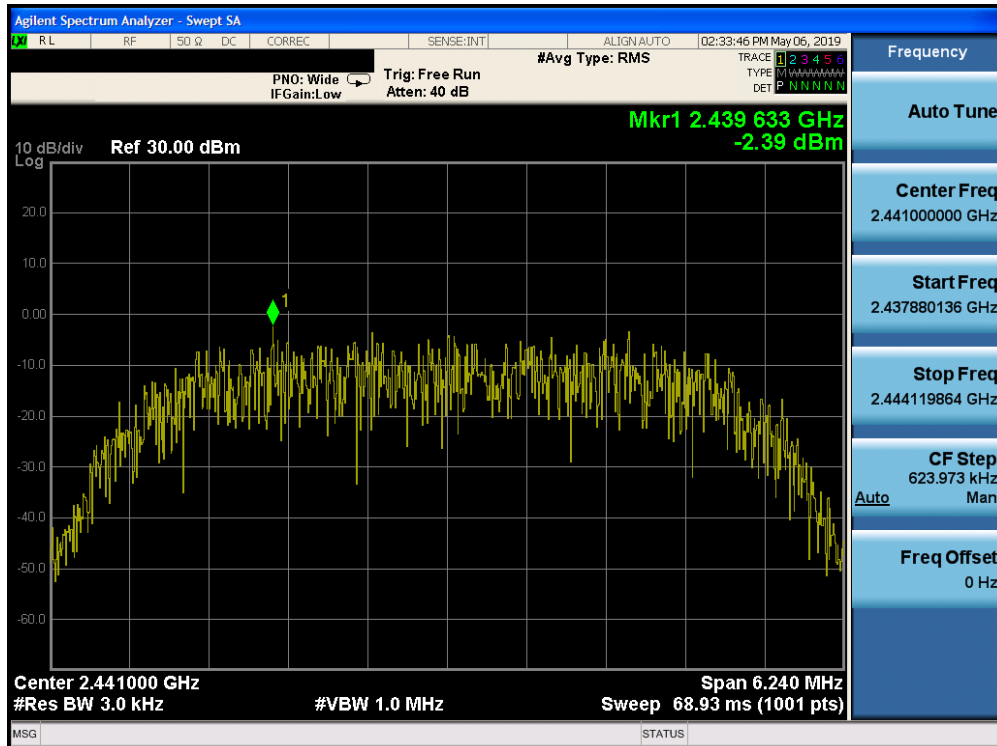 Agilent Spectrum Analyzer - Swept SA
LXI RL RF 50 Ω DC CORREC SENSE:INT ALIGN AUTO 02:33:46 PM May 06, 2019
Frequency
#Avg Type: RMS
TRACE 1 2 3 4 5 6
PNO: Wide Trig: Free Run
TYPE M WWWWW
IFGain:Low Atten: 40 dB
DET P N N N N N
Auto Tune
Mkr1 2.439 633 GHz
-2.39 dBm
10 dB/div Ref 30.00 dBm
Log
20.0
10.0
0.00
-10.0
-20.0
-30.0
-40.0
-50.0
-60.0
1
Center Freq
2.441000000 GHz
Start Freq
2.437880136 GHz
Stop Freq
2.444119864 GHz
CF Step
623.973 kHz
Auto Man
Freq Offset
0 Hz
Center 2.441000 GHz Span 6.240 MHz
#Res BW 3.0 kHz #VBW 1.0 MHz Sweep 68.93 ms (1001 pts)
MSG STATUS